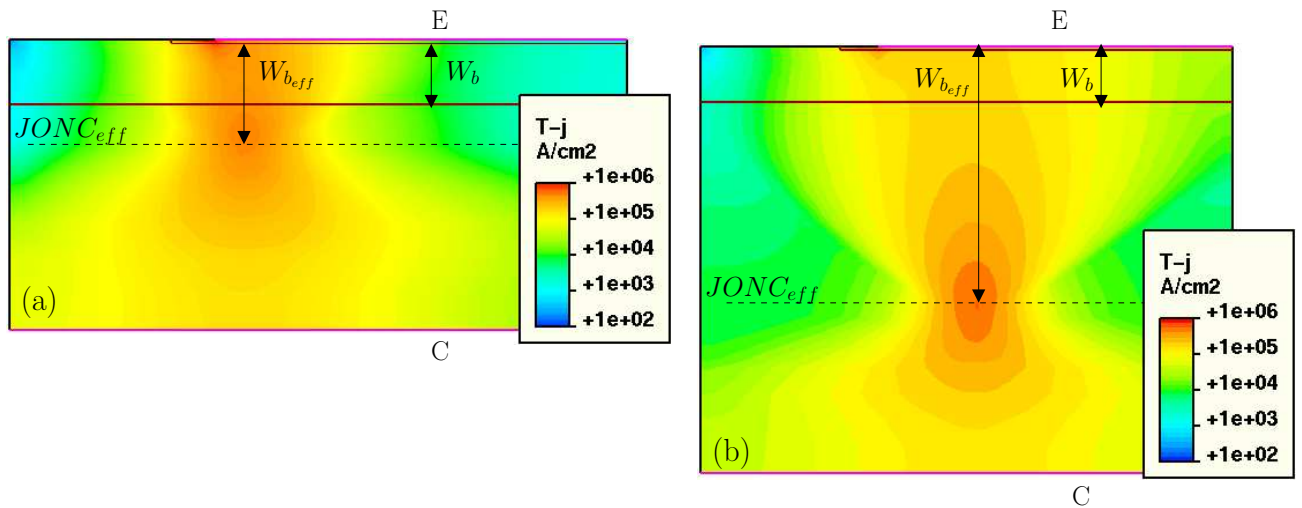 E
W_{b_{eff}}
W_b
JONC_{eff}
T-j
A/cm2
+1e+06
+1e+05
+1e+04
+1e+03
+1e+02
(a)
C
E
W_{b_{eff}}
W_b
JONC_{eff}
T-j
A/cm2
+1e+06
+1e+05
+1e+04
+1e+03
+1e+02
(b)
C